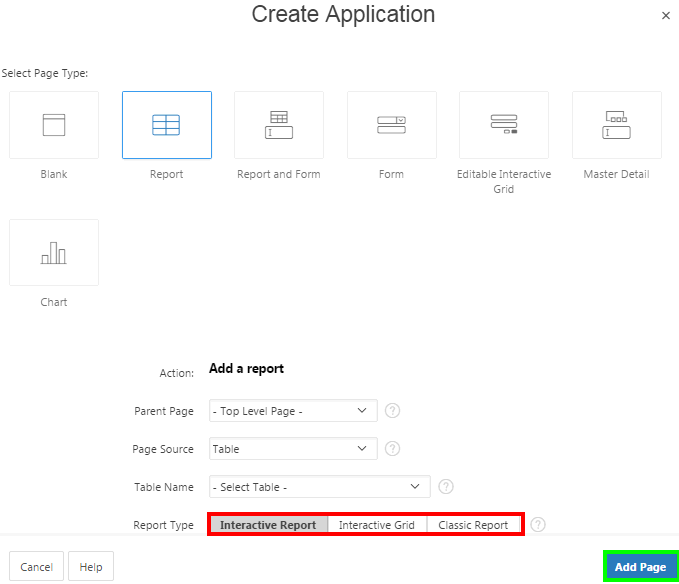 Create Application
×
Select Page Type:
Blank
Report
Report and Form
Form
Editable Interactive
Grid
Master Detail
Chart
Action: Add a report
Parent Page - Top Level Page - ?
Page Source Table ?
Table Name - Select Table - ?
Report Type Interactive Report Interactive Grid Classic Report ?
Cancel Help Add Page